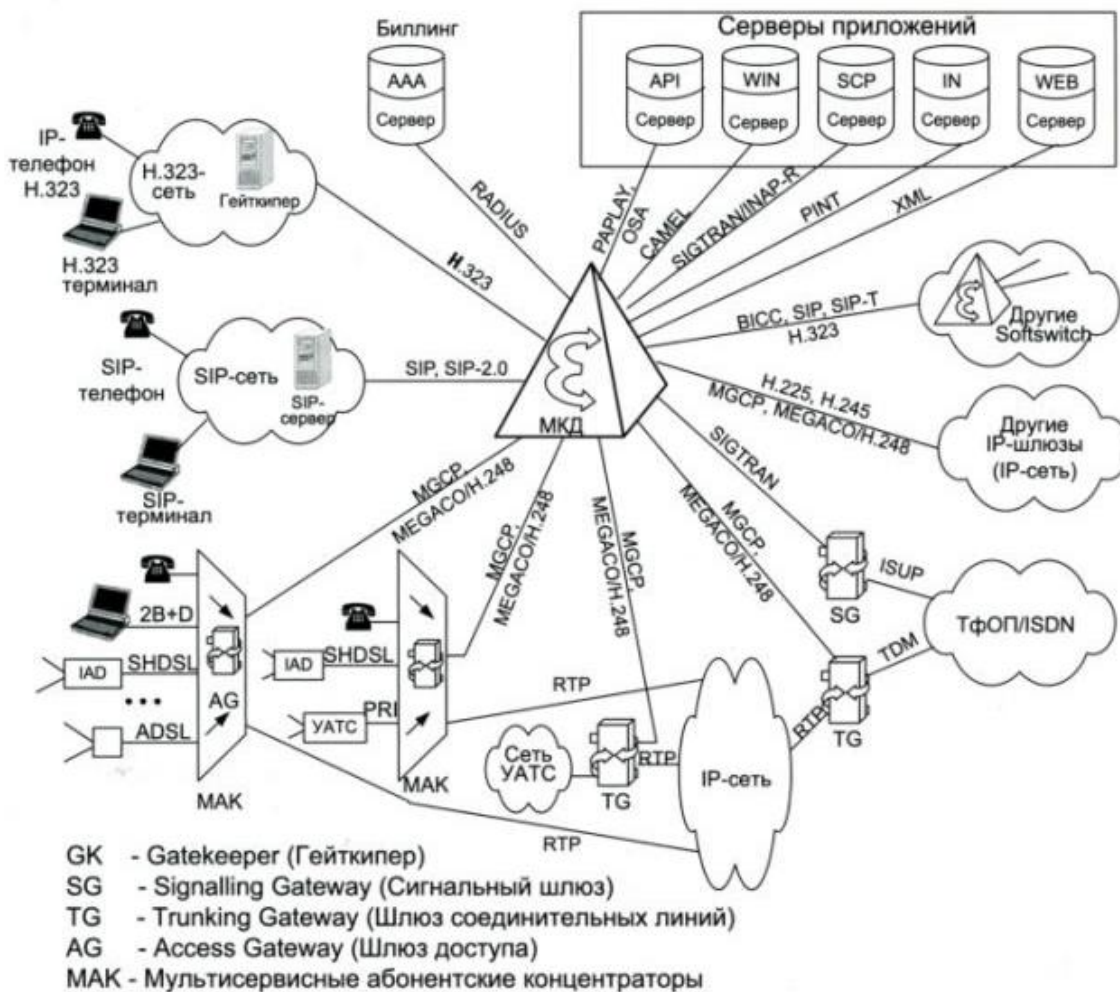 Биллинг
AAA
Сервер
Серверы приложений
API
Сервер
WIN
Сервер
SCP
Сервер
IN
Сервер
WEB
Сервер
IP-
телефон
H.323
H.323-
сеть
Гейткипер
H.323
терминал
RADIUS
PAPLAY,
OSA
CAMEL
SIGTRAN/INAP-R
PINT
XML
H.323
BICC, SIP, SIP-T
H.323
Другие
Softswitch
SIP-
телефон
SIP-сеть
SIP-
сервер
SIP, SIP-2.0
МКД
H.225, H.245
MGCP, MEGACO/H.248
Другие
IP-шлюзы
(IP-сеть)
SIP-
терминал
MGCP,
MEGACO/H.248
MGCP,
MEGACO/H.248
MGCP,
MEGACO/H.248
MGCP,
MEGACO/H.248
SIGTRAN
SG
ISUP
ТфОП/ISDN
TDM
TG
RTP
2B+D
IAD
SHDSL
AG
ADSL
МАК
IAD
SHDSL
УАТС
PRI
МАК
RTP
Сеть
УАТС
TG
RTP
IP-сеть
RTP
GK - Gatekeeper (Гейткипер)
SG - Signalling Gateway (Сигнальный шлюз)
TG - Trunking Gateway (Шлюз соединительных линий)
AG - Access Gateway (Шлюз доступа)
МАК - Мультисервисные абонентские концентраторы